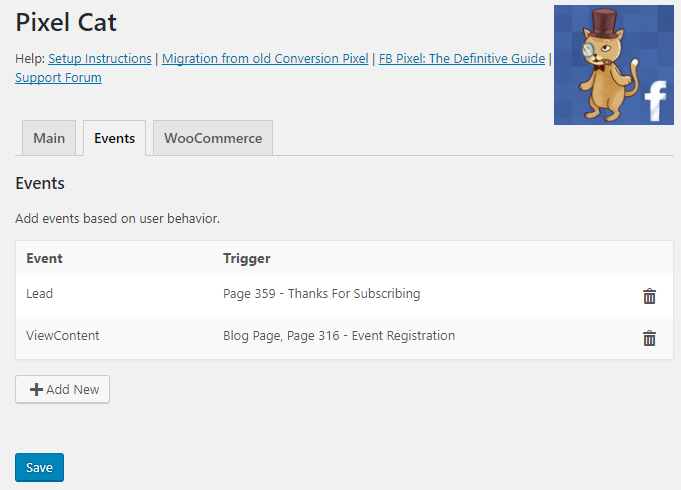 Pixel Cat
Help: Setup Instructions | Migration from old Conversion Pixel | FB Pixel: The Definitive Guide |
Support Forum
f
Main Events WooCommerce
Events
Add events based on user behavior.
Event Trigger
Lead Page 359 - Thanks For Subscribing
ViewContent Blog Page, Page 316 - Event Registration
Add New
Save